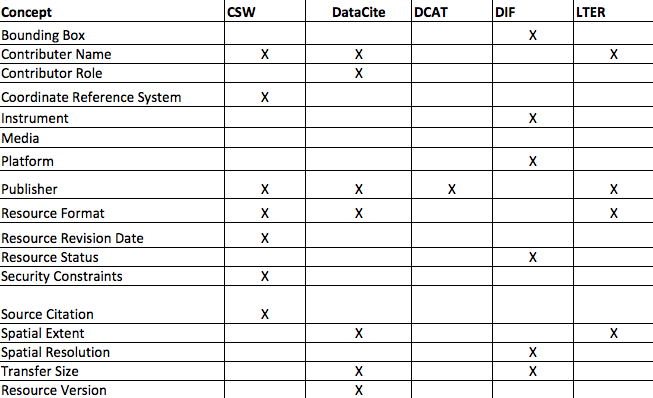 Concept CSW DataCite DCAT DIF LTER
Bounding Box X
Contributer Name X X X
Contributor Role X
Coordinate Reference System X
Instrument X
Media
Platform X
Publisher X X X X
Resource Format X X X
Resource Revision Date X
Resource Status X
Security Constraints X
Source Citation X
Spatial Extent X X
Spatial Resolution X
Transfer Size X X
Resource Version X